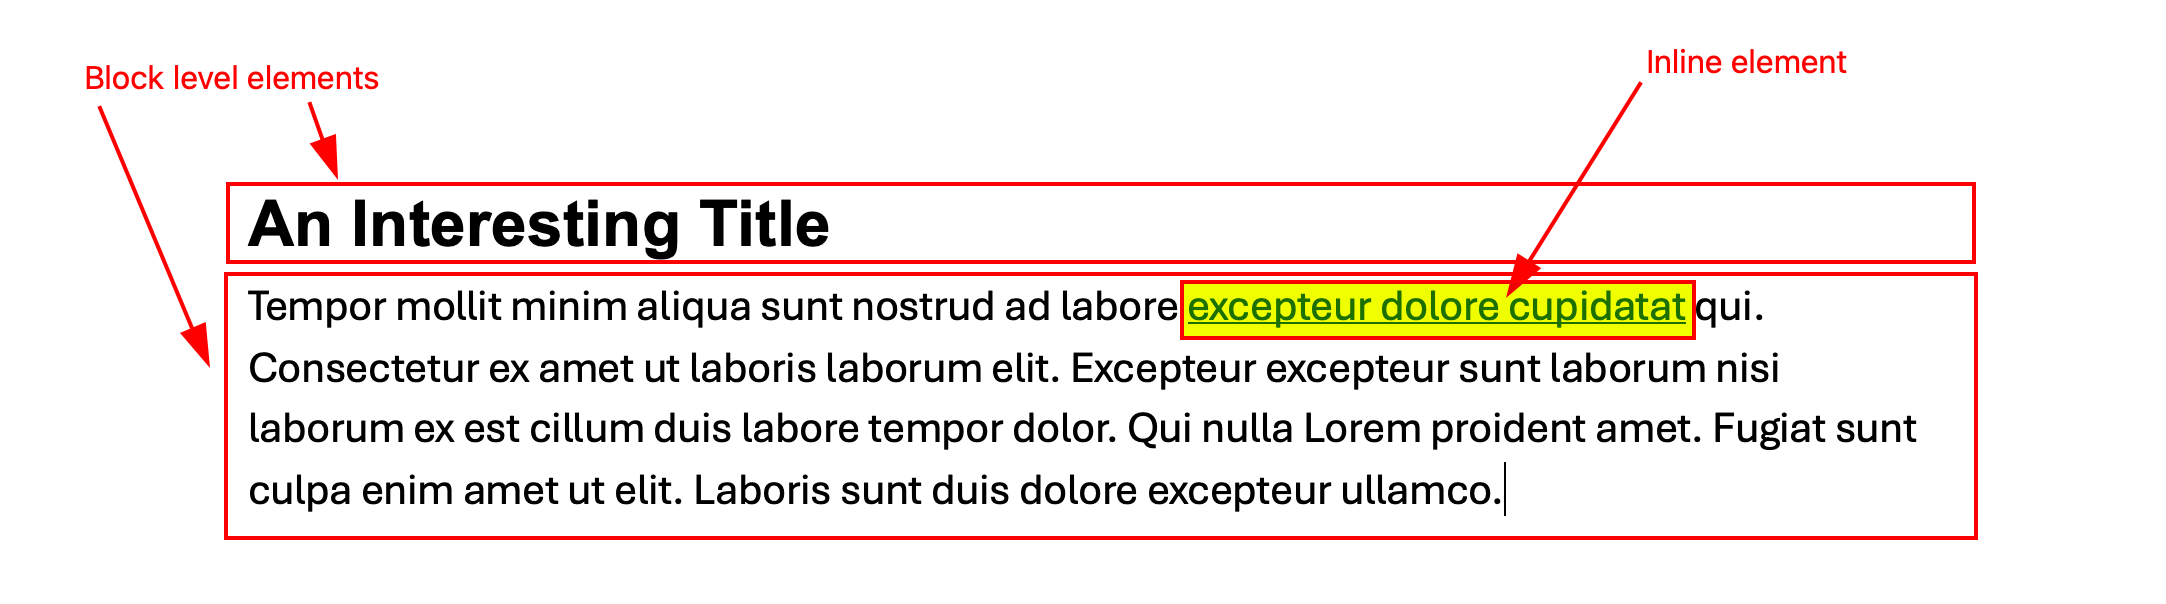 Block level elements
Inline element
An Interesting Title
Tempor mollit minim aliqua sunt nostrud ad labore excepteur dolore cupidatat qui.
Consectetur ex amet ut laboris laborum elit. Excepteur excepteur sunt laborum nisi
laborum ex est cillum duis labore tempor dolor. Qui nulla Lorem proident amet. Fugiat sunt
culpa enim amet ut elit. Laboris sunt duis dolore excepteur ullamco.